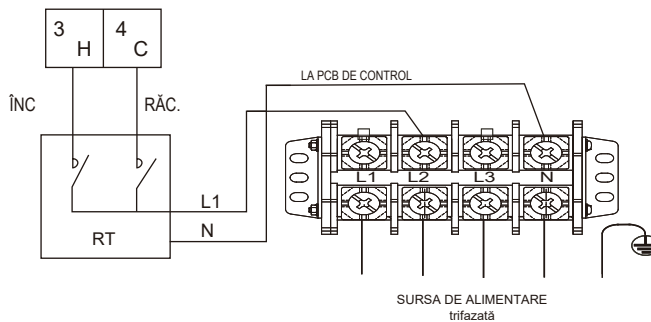 3 4
H C
LA PCB DE CONTROL
ÎNC RĂC.
L1 L2 L3 N
L1
N
RT
SURSA DE ALIMENTARE
trifazată